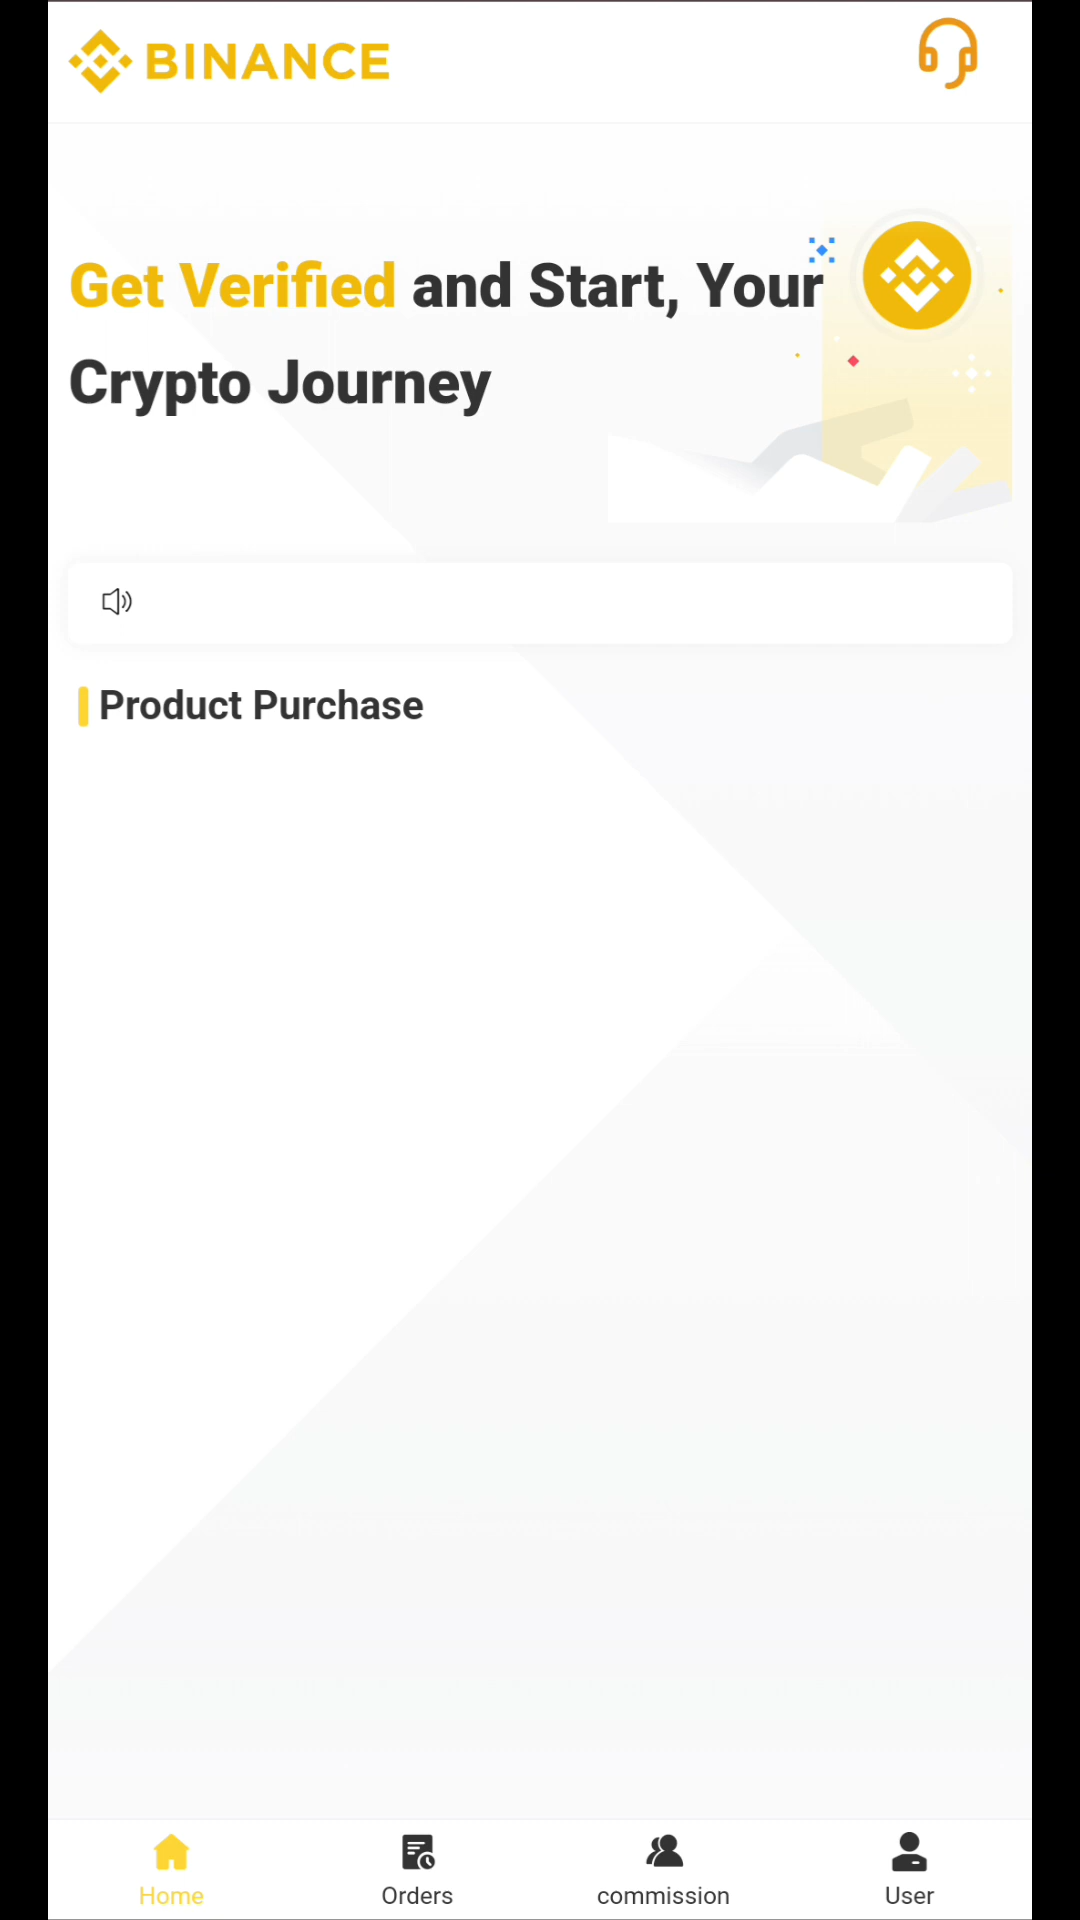 BINANCE
Get Verified and Start, Your
Crypto Journey
Product Purchase
Home
Orders
commission
User